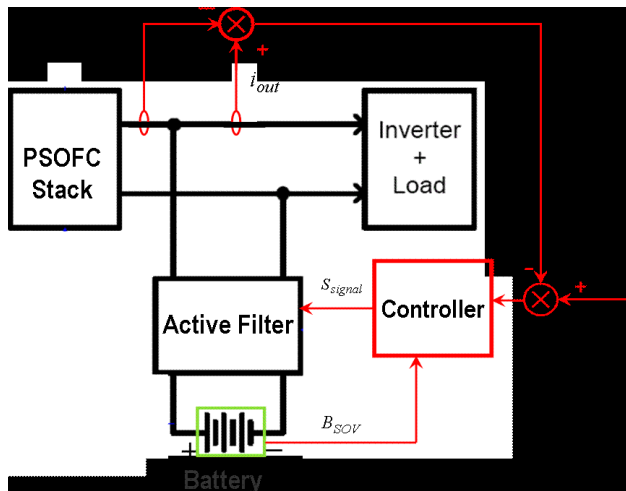 i_out
PSOFC
Stack
Inverter
+
Load
S_signal
Controller
Active Filter
B_SOV
Battery